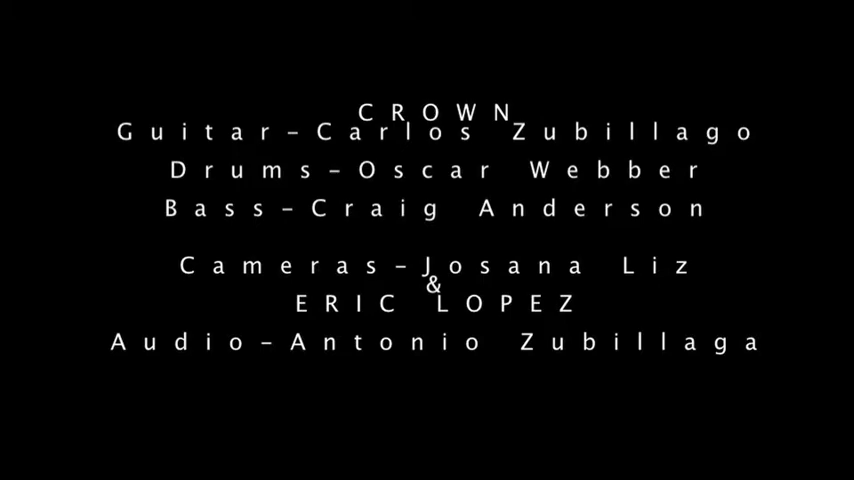 CROWN
Guitar-Carlos Zubillago
Drums-Oscar Webber
Bass-Craig Anderson
Cameras-Josana Liz
&
ERIC LOPEZ
Audio-Antonio Zubillaga